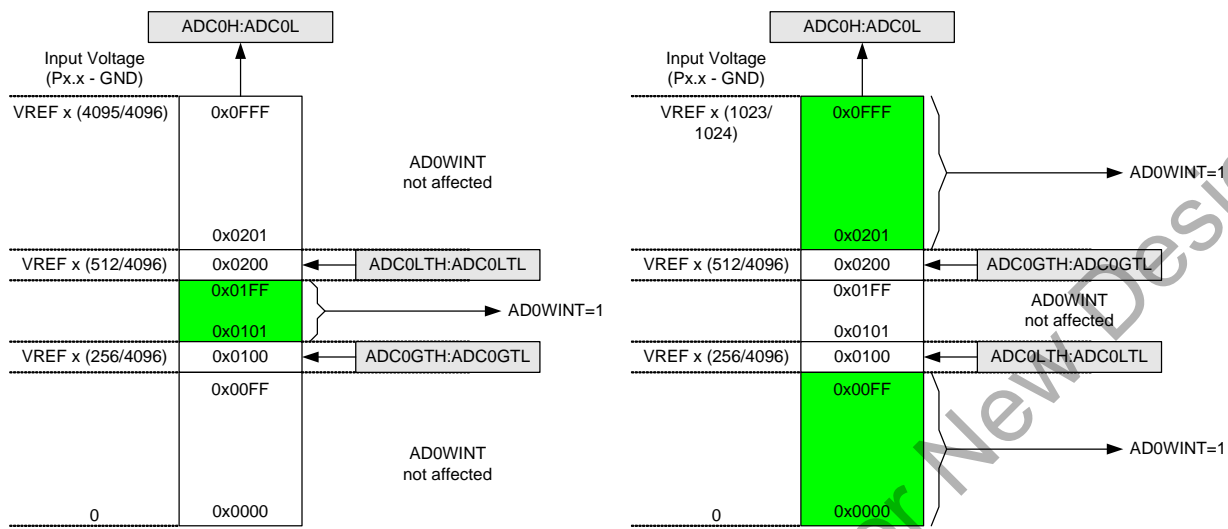 ADC0H:ADC0L
Input Voltage
(Px.x - GND)
VREF x (4095/4096)
0x0FFF
AD0WINT
not affected
0x0201
VREF x (512/4096)
0x0200
ADC0LTH:ADC0LTL
0x01FF
AD0WINT=1
0x0101
VREF x (256/4096)
0x0100
ADC0GTH:ADC0GTL
0x00FF
AD0WINT
not affected
0
0x0000
ADC0H:ADC0L
Input Voltage
(Px.x - GND)
VREF x (1023/
1024)
0x0FFF
AD0WINT=1
0x0201
VREF x (512/4096)
0x0200
ADC0GTH:ADC0GTL
0x01FF
AD0WINT
not affected
0x0101
VREF x (256/4096)
0x0100
ADC0LTH:ADC0LTL
0x00FF
AD0WINT=1
0
0x0000
New